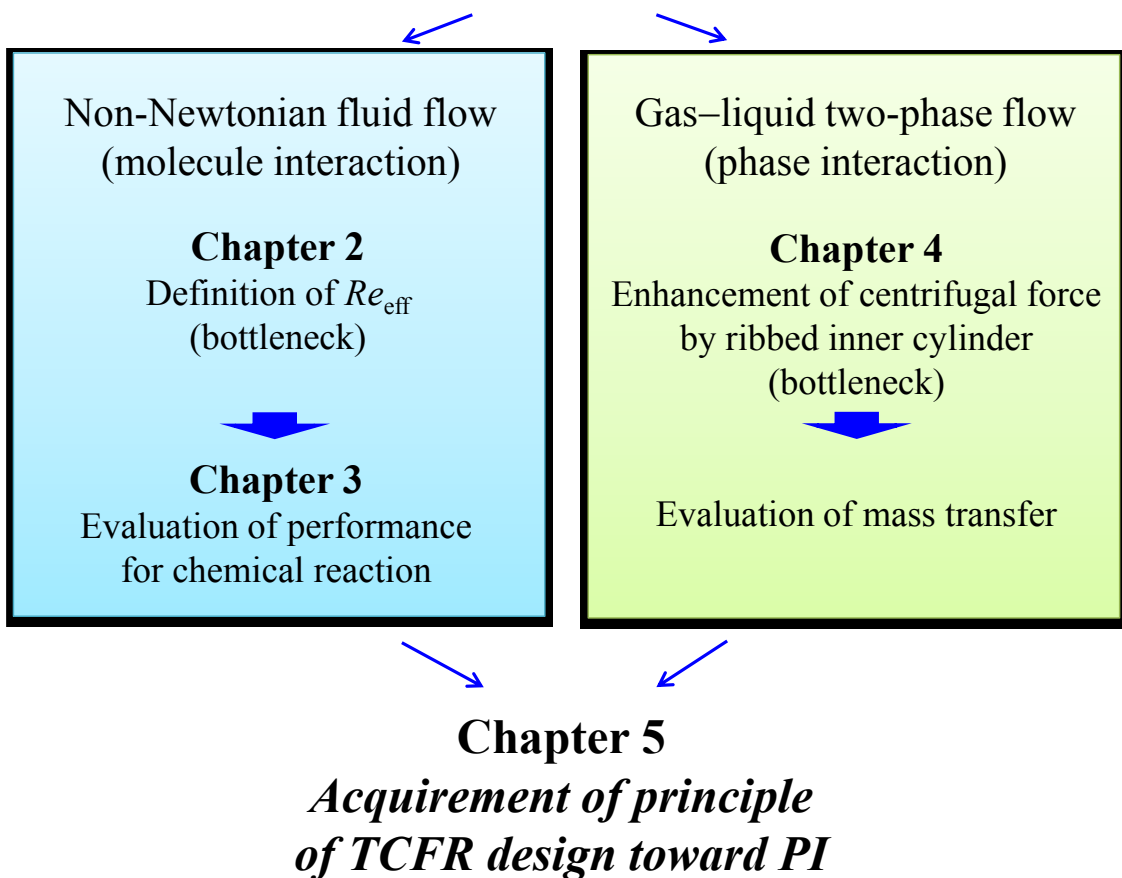 Non-Newtonian fluid flow
(molecule interaction)
Chapter 2
Definition of Re_eff
(bottleneck)
Chapter 3
Evaluation of performance
for chemical reaction
Gas−liquid two-phase flow
(phase interaction)
Chapter 4
Enhancement of centrifugal force
by ribbed inner cylinder
(bottleneck)
Evaluation of mass transfer
Chapter 5
Acquirement of principle
of TCFR design toward PI